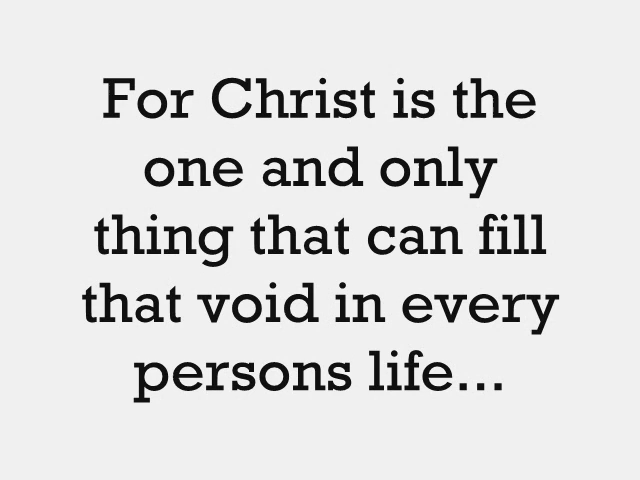 For Christ is the
one and only
thing that can fill
that void in every
persons life...